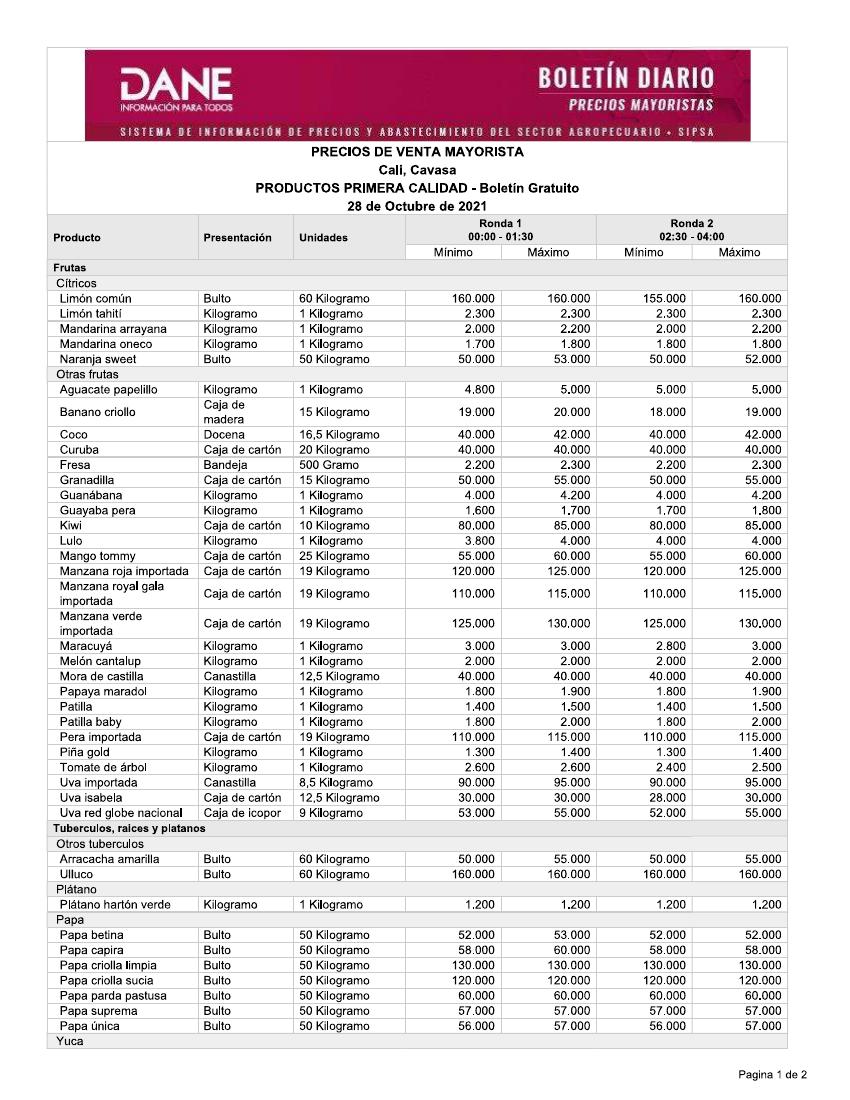 DANE
INFORMACIÓN PARA TODOS
BOLETÍN DIARIO
PRECIOS MAYORISTAS
SISTEMA DE INFORMACIÓN DE PRECIOS Y ABASTECIMIENTO DEL SECTOR AGROPECUARIO • SIPSA
PRECIOS DE VENTA MAYORISTA
Cali, Cavasa
PRODUCTOS PRIMERA CALIDAD - Boletín Gratuito
28 de Octubre de 2021
Producto Presentación Unidades Ronda 1 00:00 - 01:30 Ronda 2 02:30 - 04:00
Mínimo Máximo Mínimo Máximo
Frutas
Cítricos
Limón común Bulto 60 Kilogramo 160.000 160.000 155.000 160.000
Limón tahití Kilogramo 1 Kilogramo 2.300 2.300 2.300 2.300
Mandarina arrayana Kilogramo 1 Kilogramo 2.000 2.200 2.000 2.200
Mandarina oneco Kilogramo 1 Kilogramo 1.700 1.800 1.800 1.800
Naranja sweet Bulto 50 Kilogramo 50.000 53.000 50.000 52.000
Otras frutas
Aguacate papelillo Kilogramo 1 Kilogramo 4.800 5.000 5.000 5.000
Banano criollo Caja de madera 15 Kilogramo 19.000 20.000 18.000 19.000
Coco Docena 16,5 Kilogramo 40.000 42.000 40.000 42.000
Curuba Caja de cartón 20 Kilogramo 40.000 40.000 40.000 40.000
Fresa Bandeja 500 Gramo 2.200 2.300 2.200 2.300
Granadilla Caja de cartón 15 Kilogramo 50.000 55.000 50.000 55.000
Guanábana Kilogramo 1 Kilogramo 4.000 4.200 4.000 4.200
Guayaba pera Kilogramo 1 Kilogramo 1.600 1.700 1.700 1.800
Kiwi Caja de cartón 10 Kilogramo 80.000 85.000 80.000 85.000
Lulo Kilogramo 1 Kilogramo 3.800 4.000 4.000 4.000
Mango tommy Caja de cartón 25 Kilogramo 55.000 60.000 55.000 60.000
Manzana roja importada Caja de cartón 19 Kilogramo 120.000 125.000 120.000 125.000
Manzana royal gala importada Caja de cartón 19 Kilogramo 110.000 115.000 110.000 115.000
Manzana verde importada Caja de cartón 19 Kilogramo 125.000 130.000 125.000 130.000
Maracuyá Kilogramo 1 Kilogramo 3.000 3.000 2.800 3.000
Melón cantalup Kilogramo 1 Kilogramo 2.000 2.000 2.000 2.000
Mora de castilla Canastilla 12,5 Kilogramo 40.000 40.000 40.000 40.000
Papaya maradol Kilogramo 1 Kilogramo 1.800 1.900 1.800 1.900
Patilla Kilogramo 1 Kilogramo 1.400 1.500 1.400 1.500
Patilla baby Kilogramo 1 Kilogramo 1.800 2.000 1.800 2.000
Pera importada Caja de cartón 19 Kilogramo 110.000 115.000 110.000 115.000
Piña gold Kilogramo 1 Kilogramo 1.300 1.400 1.300 1.400
Tomate de árbol Kilogramo 1 Kilogramo 2.600 2.600 2.400 2.500
Uva importada Canastilla 8,5 Kilogramo 90.000 95.000 90.000 95.000
Uva isabela Caja de cartón 12,5 Kilogramo 30.000 30.000 28.000 30.000
Uva red globe nacional Caja de icopor 9 Kilogramo 53.000 55.000 52.000 55.000
Tuberculos, raices y platanos
Otros tuberculos
Arracacha amarilla Bulto 60 Kilogramo 50.000 55.000 50.000 55.000
Ulluco Bulto 60 Kilogramo 160.000 160.000 160.000 160.000
Plátano
Plátano hartón verde Kilogramo 1 Kilogramo 1.200 1.200 1.200 1.200
Papa
Papa betina Bulto 50 Kilogramo 52.000 53.000 52.000 52.000
Papa capira Bulto 50 Kilogramo 58.000 60.000 58.000 58.000
Papa criolla limpia Bulto 50 Kilogramo 130.000 130.000 130.000 130.000
Papa criolla sucia Bulto 50 Kilogramo 120.000 120.000 120.000 120.000
Papa parda pastusa Bulto 50 Kilogramo 60.000 60.000 60.000 60.000
Papa suprema Bulto 50 Kilogramo 57.000 57.000 57.000 57.000
Papa única Bulto 50 Kilogramo 56.000 57.000 56.000 57.000
Yuca
Pagina 1 de 2